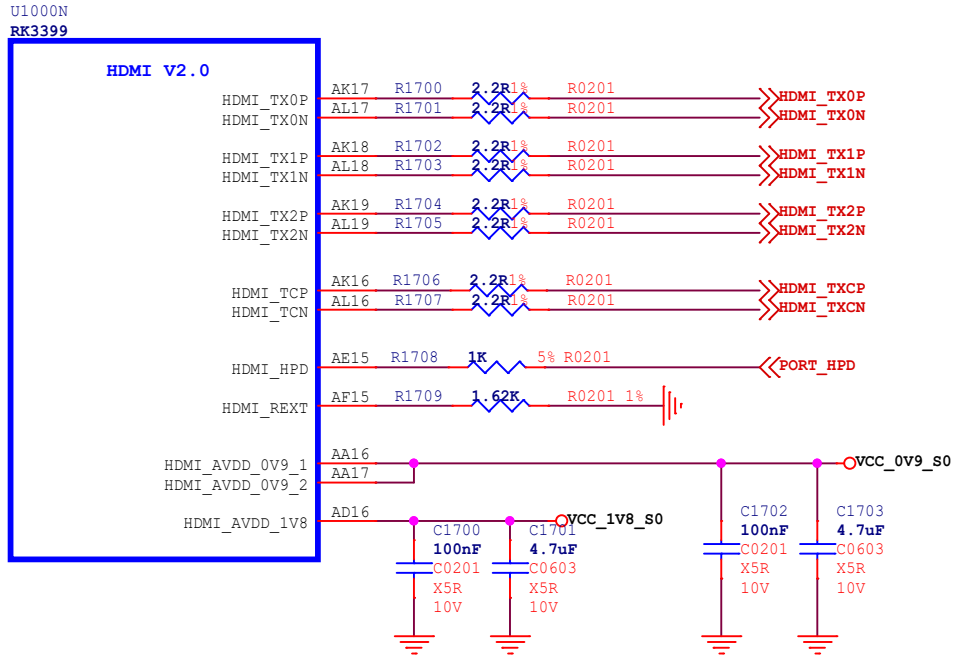 U1000N
RK3399
HDMI V2.0
HDMI_TX0P AK17 R1700 2.2R 1% R0201 HDMI_TX0P
HDMI_TX0N AL17 R1701 2.2R 1% R0201 HDMI_TX0N
HDMI_TX1P AK18 R1702 2.2R 1% R0201 HDMI_TX1P
HDMI_TX1N AL18 R1703 2.2R 1% R0201 HDMI_TX1N
HDMI_TX2P AK19 R1704 2.2R 1% R0201 HDMI_TX2P
HDMI_TX2N AL19 R1705 2.2R 1% R0201 HDMI_TX2N
HDMI_TCP AK16 R1706 2.2R 1% R0201 HDMI_TXCP
HDMI_TCN AL16 R1707 2.2R 1% R0201 HDMI_TXCN
HDMI_HPD AE15 R1708 1K 5% R0201 PORT_HPD
HDMI_REXT AF15 R1709 1.62K R0201 1%
HDMI_AVDD_0V9_1 AA16 VCC_0V9_S0
HDMI_AVDD_0V9_2 AA17
HDMI_AVDD_1V8 AD16 VCC_1V8_S0
C1700 C1701 C1702 C1703
100nF 4.7uF 100nF 4.7uF
C0201 C0603 C0201 C0603
X5R X5R X5R X5R
10V 10V 10V 10V